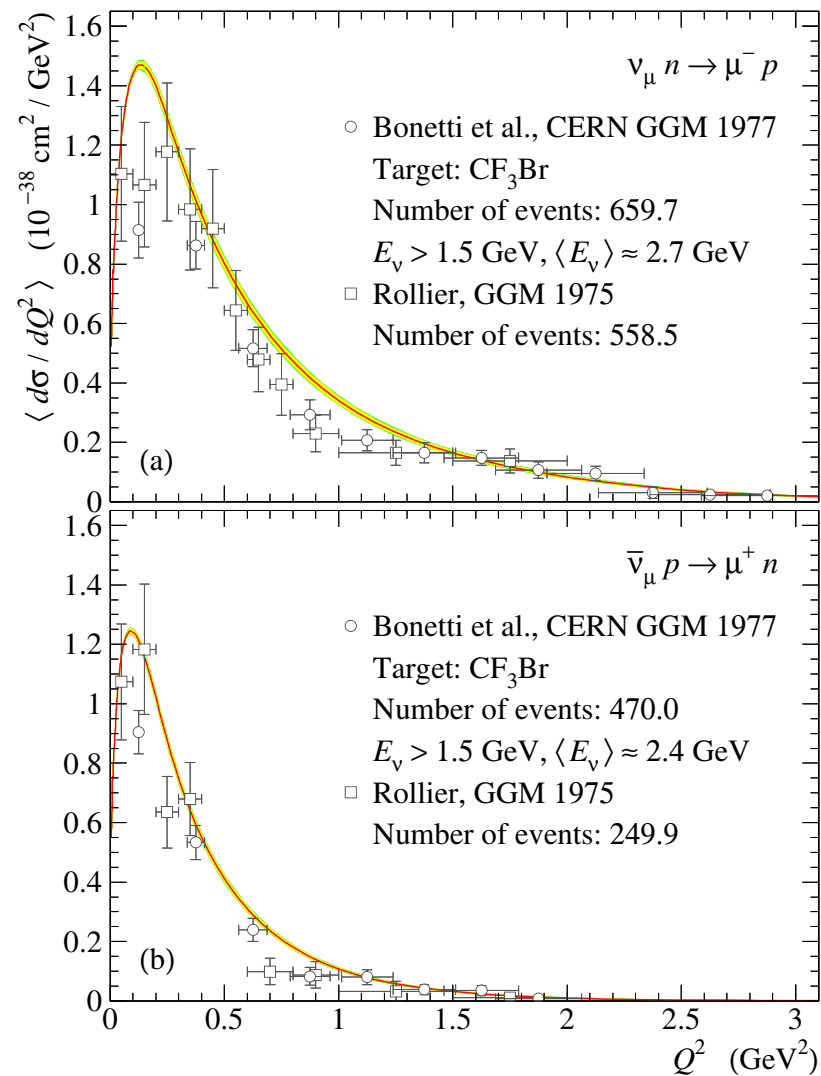 ⟨ dσ / dQ² ⟩ (10⁻³⁸ cm² / GeV²)
1.6
1.4
1.2
1
0.8
0.6
0.4
0.2
0
ν_μ n → μ⁻ p
Bonetti et al., CERN GGM 1977
Target: CF₃Br
Number of events: 659.7
E_ν > 1.5 GeV, ⟨E_ν⟩ ≈ 2.7 GeV
Rollier, GGM 1975
Number of events: 558.5
(a)
1.6
1.4
1.2
1
0.8
0.6
0.4
0.2
0
ν̅_μ p → μ⁺ n
Bonetti et al., CERN GGM 1977
Target: CF₃Br
Number of events: 470.0
E_ν > 1.5 GeV, ⟨E_ν⟩ ≈ 2.4 GeV
Rollier, GGM 1975
Number of events: 249.9
(b)
0 0.5 1 1.5 2 2.5 3
Q² (GeV²)